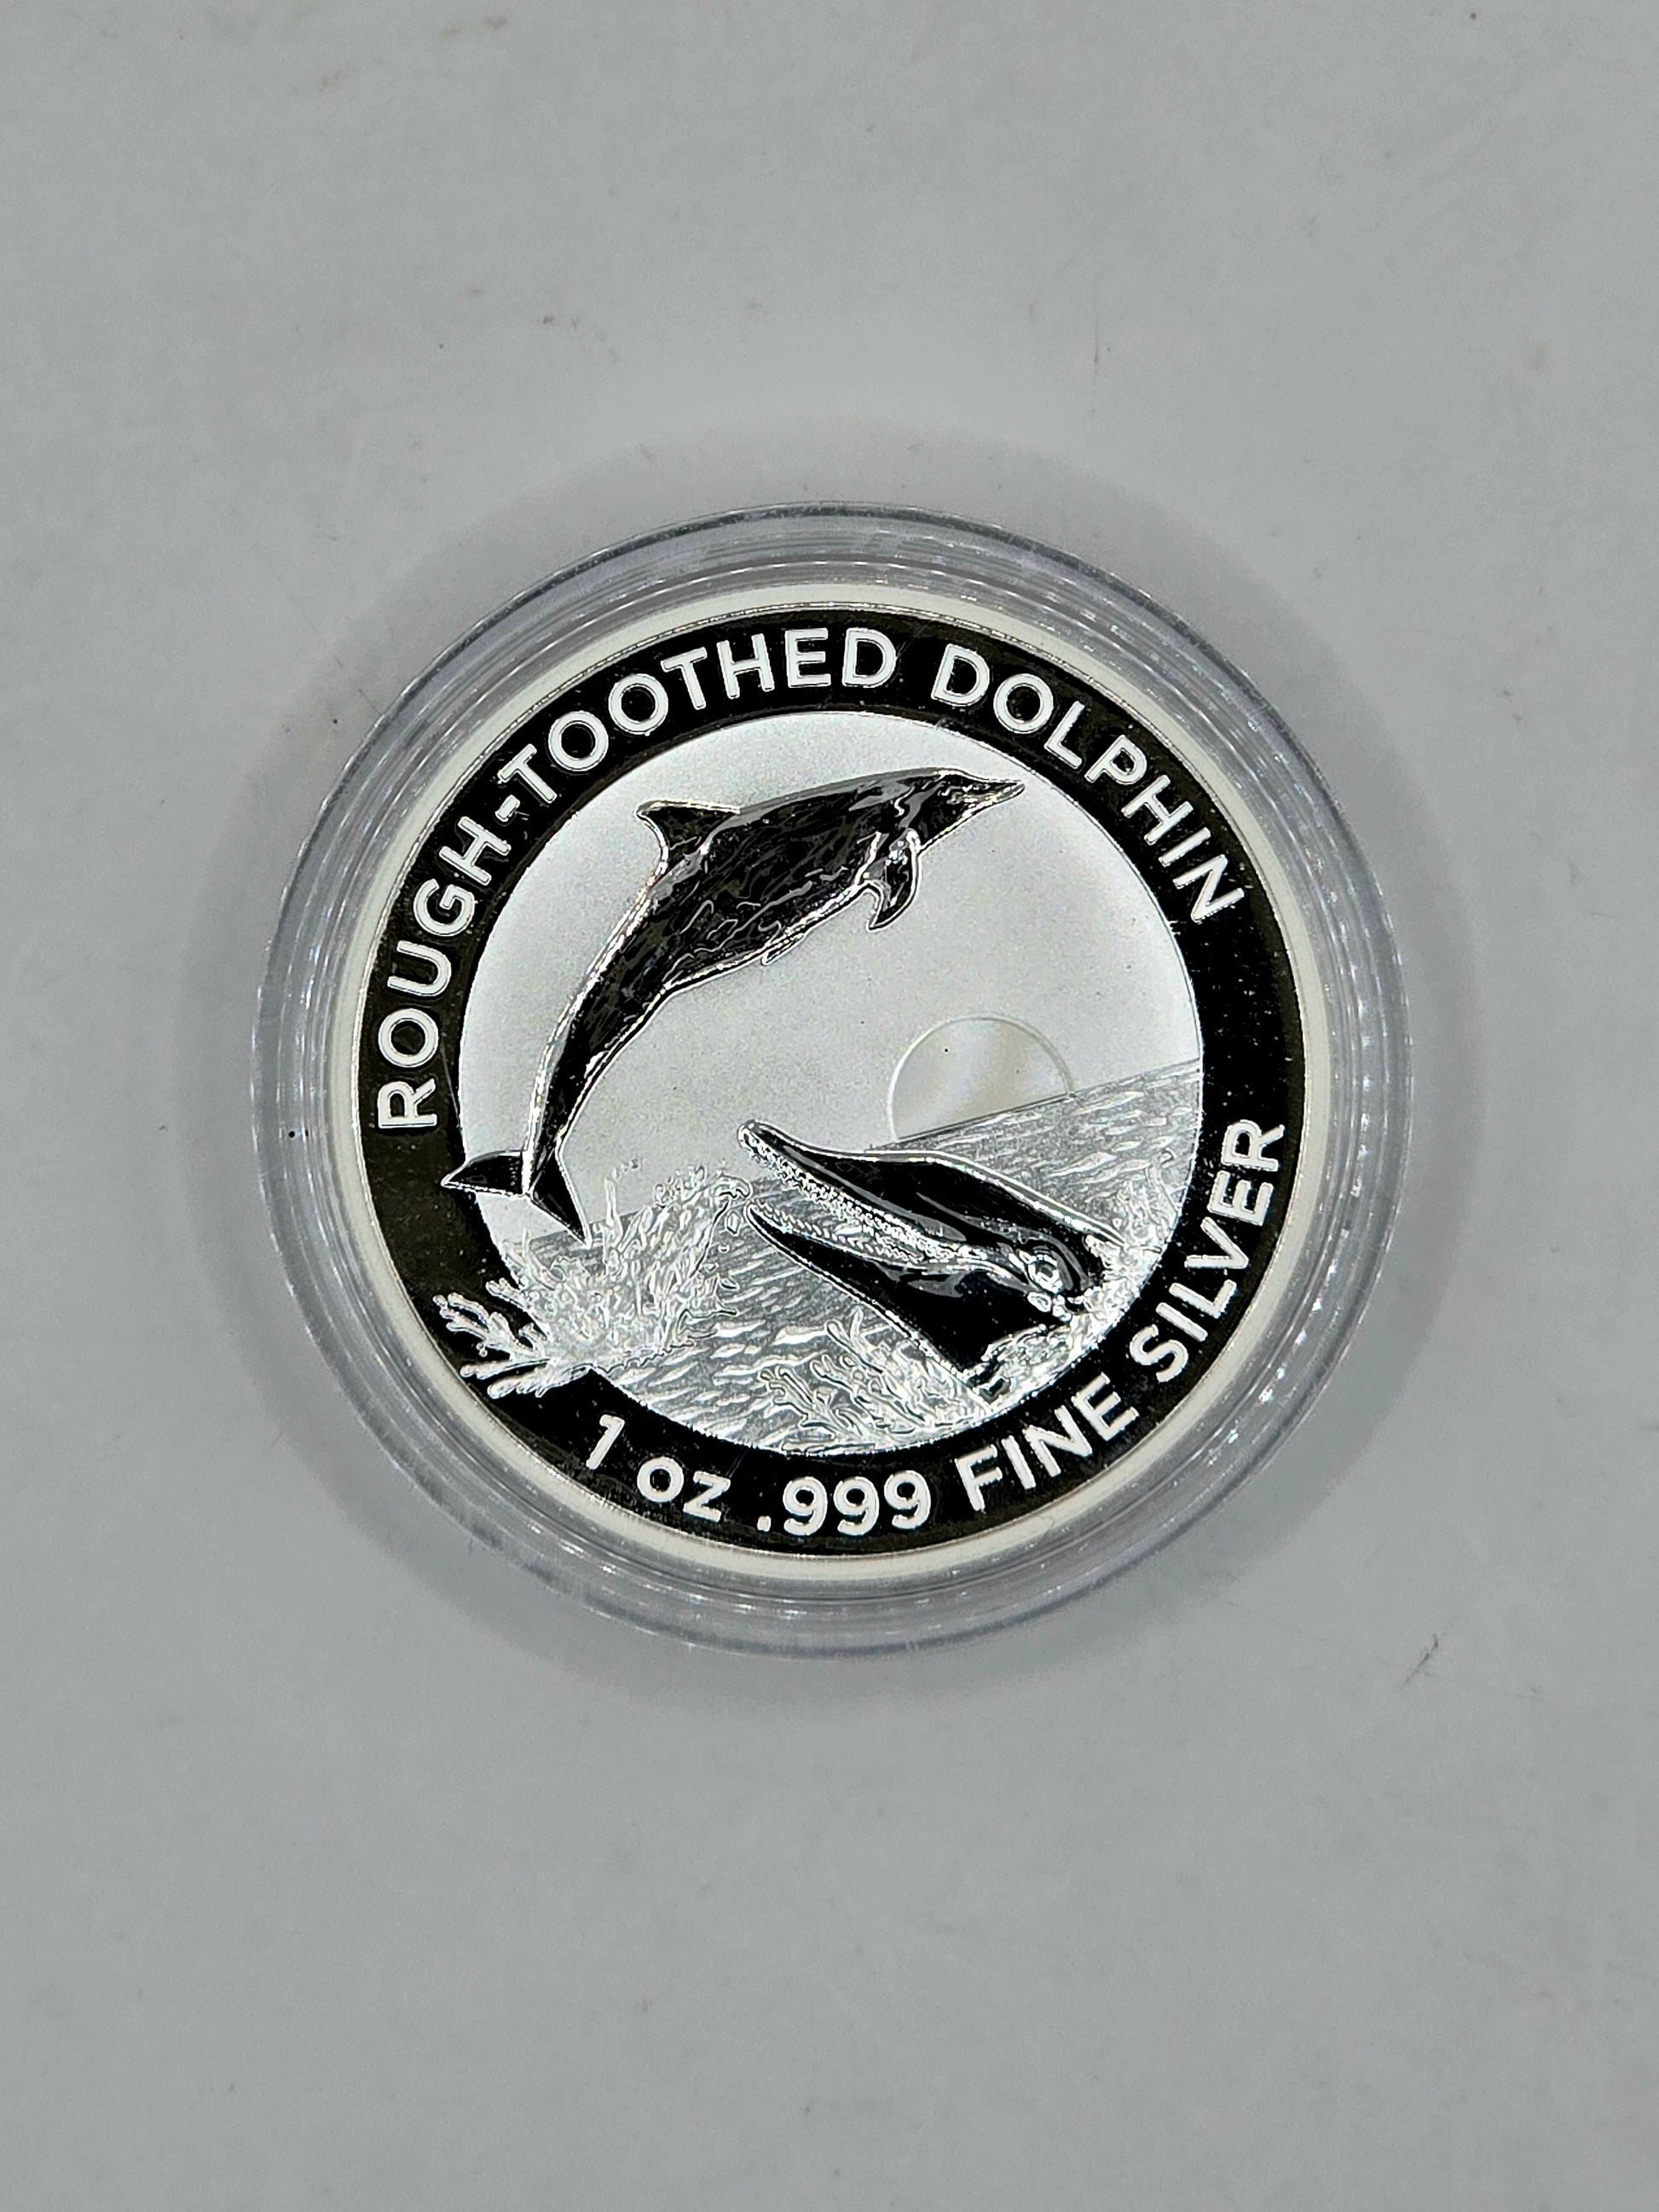 ROUGH-TOOTHED DOLPHIN
1 oz .999 FINE SILVER